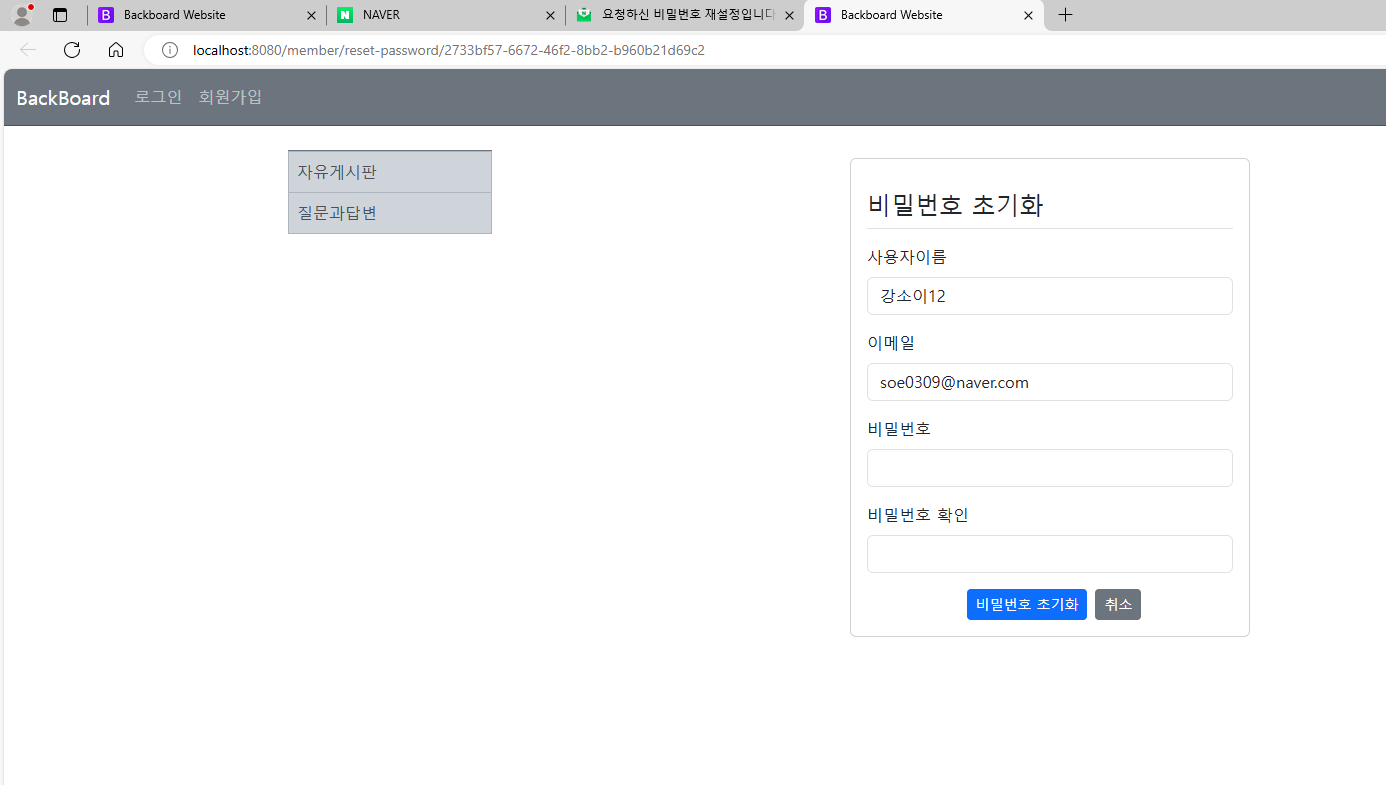 Backboard Website
NAVER
요청하신 비밀번호 재설정입니다
Backboard Website
localhost:8080/member/reset-password/2733bf57-6672-46f2-8bb2-b960b21d69c2
BackBoard 로그인 회원가입
자유게시판
질문과답변
비밀번호 초기화
사용자이름
강소이12
이메일
soe0309@naver.com
비밀번호
비밀번호 확인
비밀번호 초기화 취소